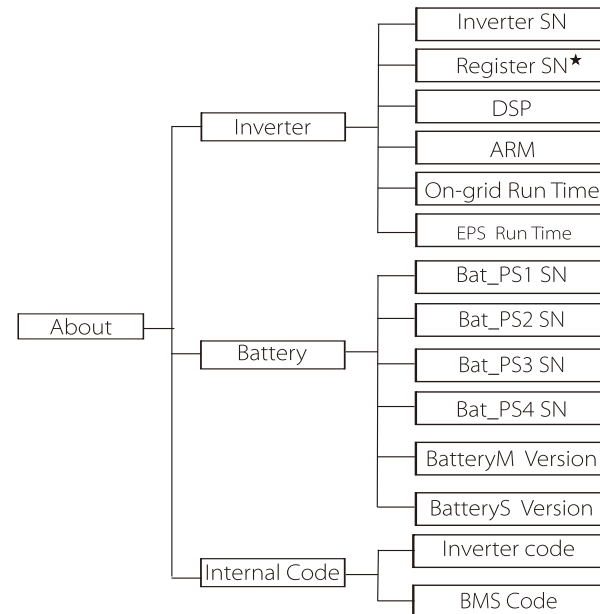 About
Inverter
Inverter SN
Register SN★
DSP
ARM
On-grid Run Time
EPS Run Time
Battery
Bat_PS1 SN
Bat_PS2 SN
Bat_PS3 SN
Bat_PS4 SN
BatteryM Version
BatteryS Version
Internal Code
Inverter code
BMS Code